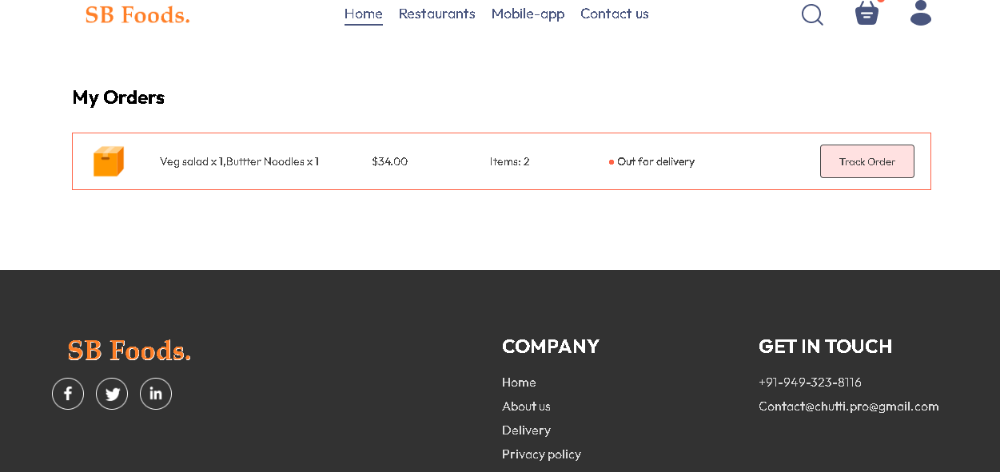 SB Foods.
Home Restaurants Mobile-app Contact us
My Orders
Veg salad x 1,Buttter Noodles x 1 $34.00 Items: 2 Out for delivery Track Order
SB Foods.
COMPANY
Home
About us
Delivery
Privacy policy
GET IN TOUCH
+91-949-323-8116
Contact@chutti.pro@gmail.com